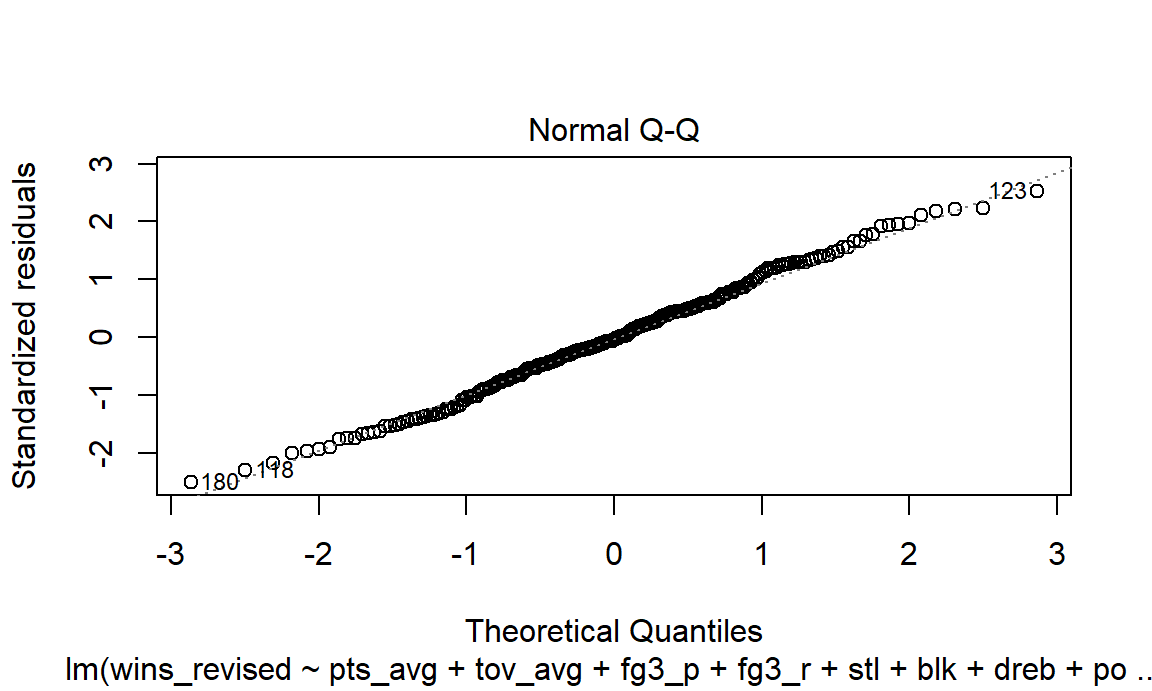 Normal Q-Q
Standardized residuals
3
2
1
0
-1
-2
123
118
180
-3 -2 -1 0 1 2 3
Theoretical Quantiles
lm(wins_revised ~ pts_avg + tov_avg + fg3_p + fg3_r + stl + blk + dreb + po ..